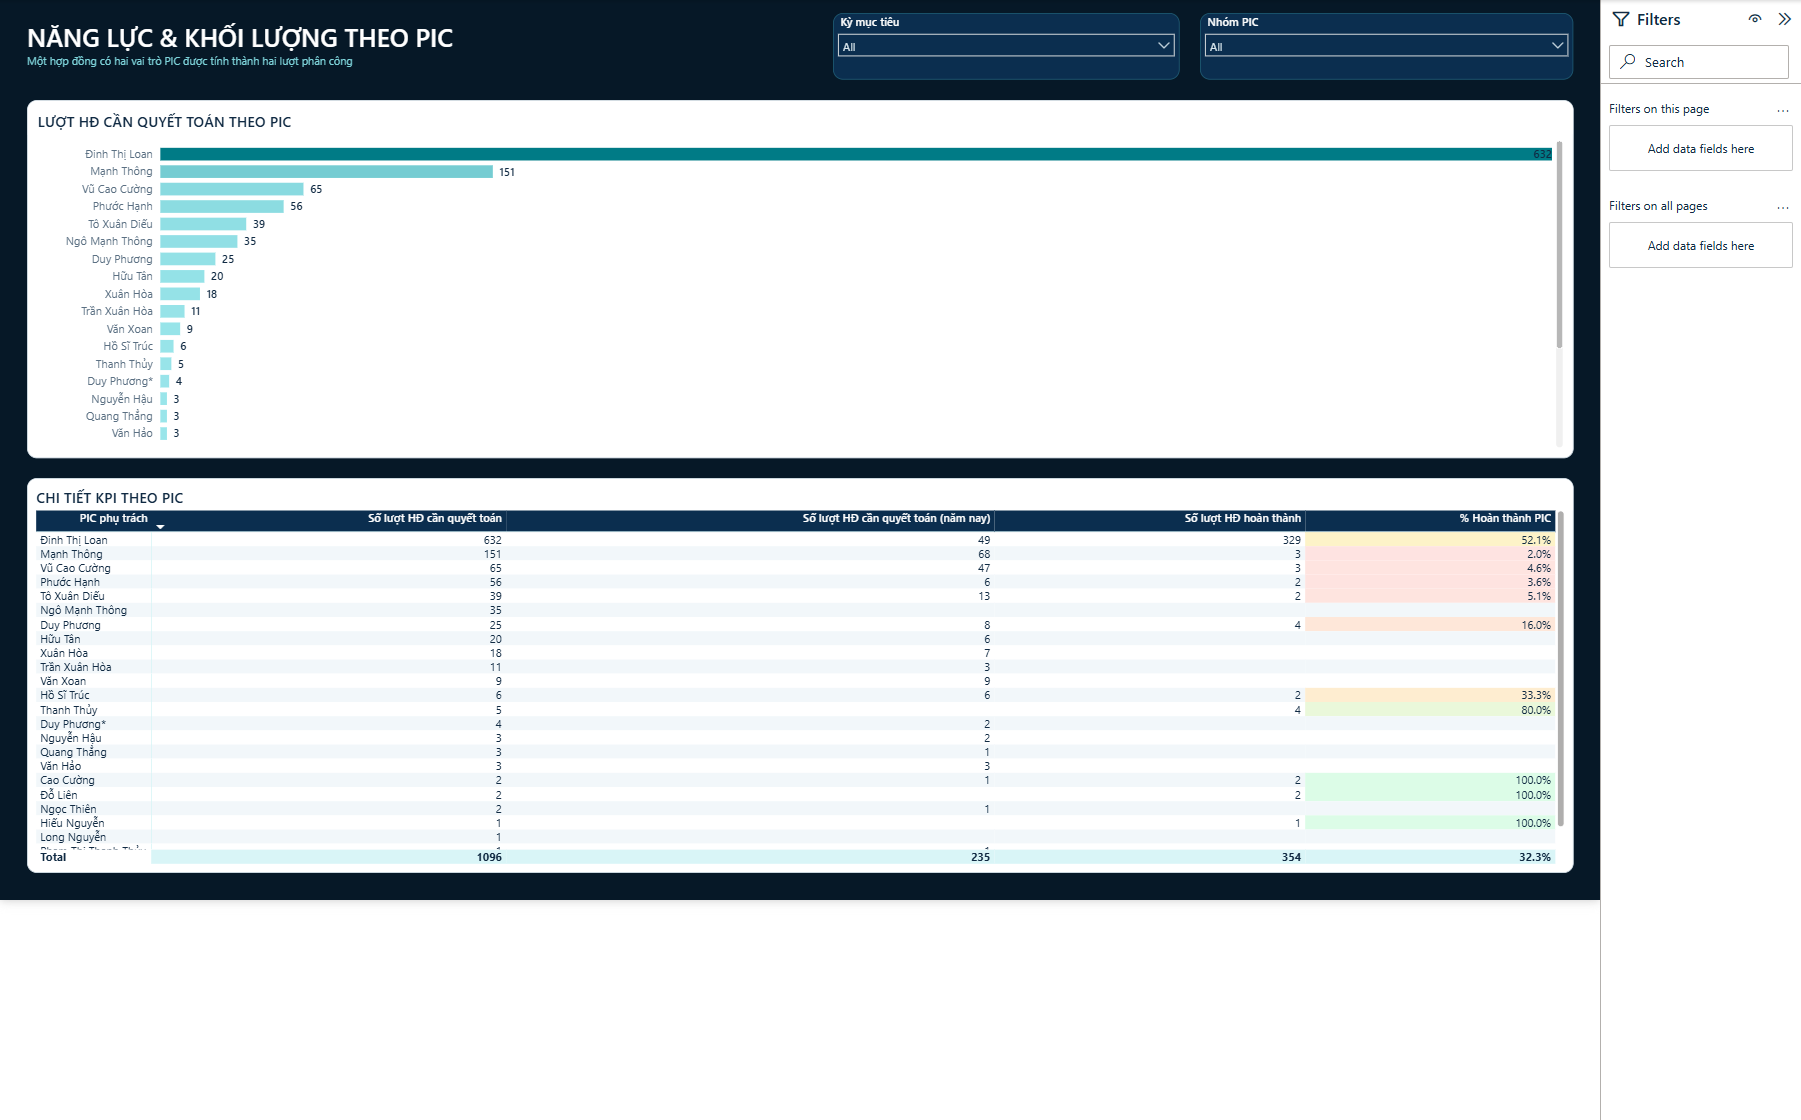 NĂNG LỰC & KHỐI LƯỢNG THEO PIC
Một hợp đồng có hai vai trò PIC được tính thành hai lượt phân công
Kỳ mục tiêu
All
Nhóm PIC
All
LƯỢT HĐ CẦN QUYẾT TOÁN THEO PIC
Đinh Thị Loan 632
Mạnh Thông 151
Vũ Cao Cường 65
Phước Hạnh 56
Tô Xuân Diếu 39
Ngô Mạnh Thông 35
Duy Phương 25
Hữu Tân 20
Xuân Hòa 18
Trần Xuân Hòa 11
Văn Xoan 9
Hồ Sĩ Trúc 6
Thanh Thủy 5
Duy Phương* 4
Nguyễn Hậu 3
Quang Thắng 3
Văn Hảo 3
CHI TIẾT KPI THEO PIC
PIC phụ trách Số lượt HĐ cần quyết toán Số lượt HĐ cần quyết toán (năm nay) Số lượt HĐ hoàn thành % Hoàn thành PIC
Đinh Thị Loan 632 49 329 52.1%
Mạnh Thông 151 68 3 2.0%
Vũ Cao Cường 65 47 3 4.6%
Phước Hạnh 56 6 2 3.6%
Tô Xuân Diếu 39 13 2 5.1%
Ngô Mạnh Thông 35
Duy Phương 25 8 4 16.0%
Hữu Tân 20 6
Xuân Hòa 18 7
Trần Xuân Hòa 11 3
Văn Xoan 9 9
Hồ Sĩ Trúc 6 6 2 33.3%
Thanh Thủy 5 4 80.0%
Duy Phương* 4 2
Nguyễn Hậu 3 2
Quang Thắng 3 1
Văn Hảo 3 3
Cao Cường 2 1 2 100.0%
Đỗ Liên 2 2 100.0%
Ngọc Thiên 2 1
Hiếu Nguyễn 1 1 100.0%
Long Nguyễn 1
Total 1096 235 354 32.3%
Filters
Search
Filters on this page
...
Add data fields here
Filters on all pages
...
Add data fields here